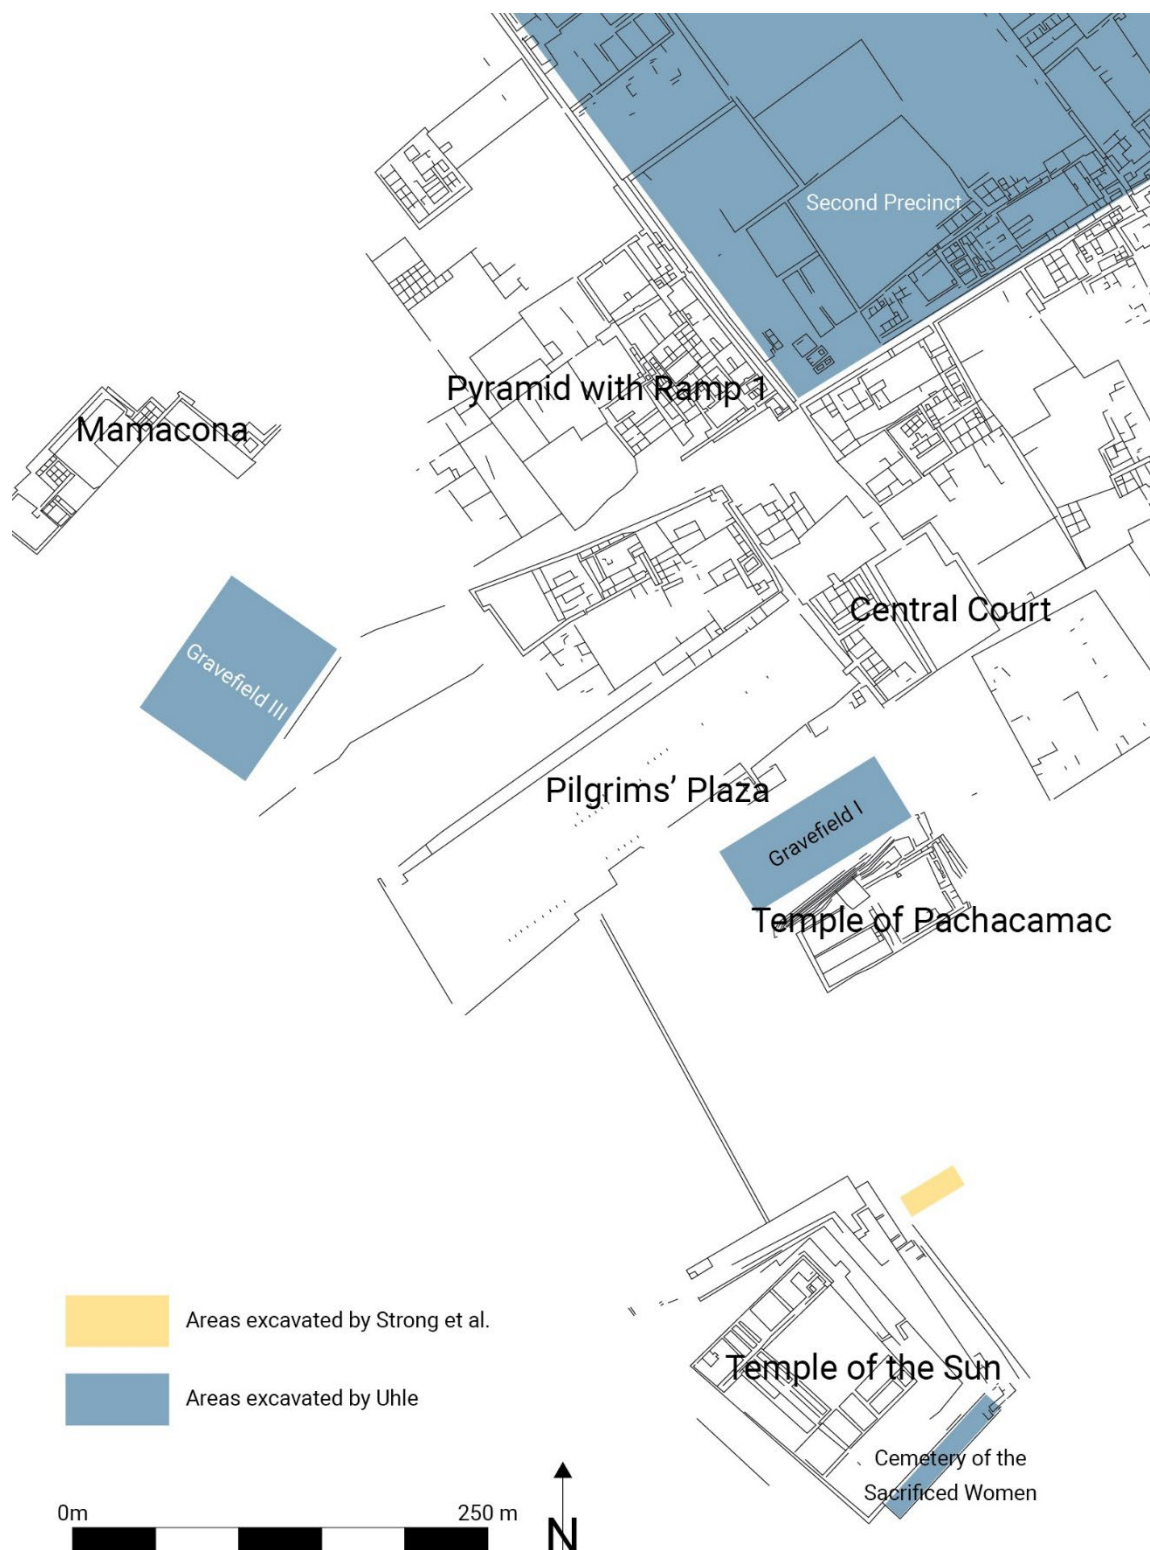 Second Precinct
Pyramid with Ramp 1
Mamacona
Central Court
Gravefield III
Pilgrims’ Plaza
Gravefield I
Temple of Pachacamac
Areas excavated by Strong et al.
Temple of the Sun
Areas excavated by Uhle
Cemetery of the
Sacrificed Women
0m
250 m
N